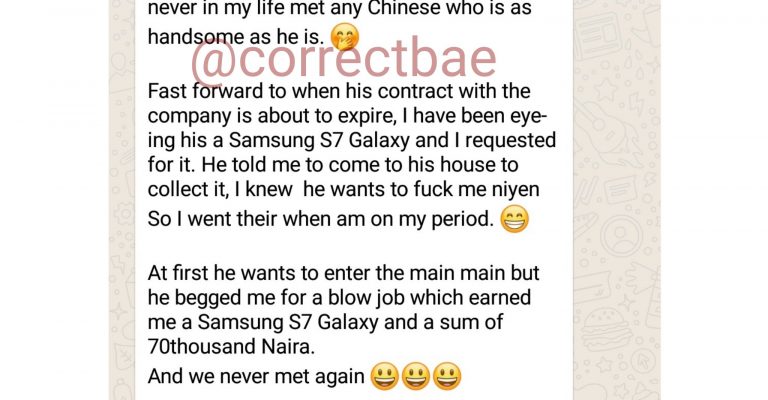 never in my life met any Chinese who is as
handsome as he is. 🤭
@correctbae
Fast forward to when his contract with the
company is about to expire, I have been eye-
ing his a Samsung S7 Galaxy and I requested
for it. He told me to come to his house to
collect it, I knew  he wants to fuck me niyen
So I went their when am on my period. 😁
At first he wants to enter the main main but
he begged me for a blow job which earned
me a Samsung S7 Galaxy and a sum of
70thousand Naira.
And we never met again 😃😃😃